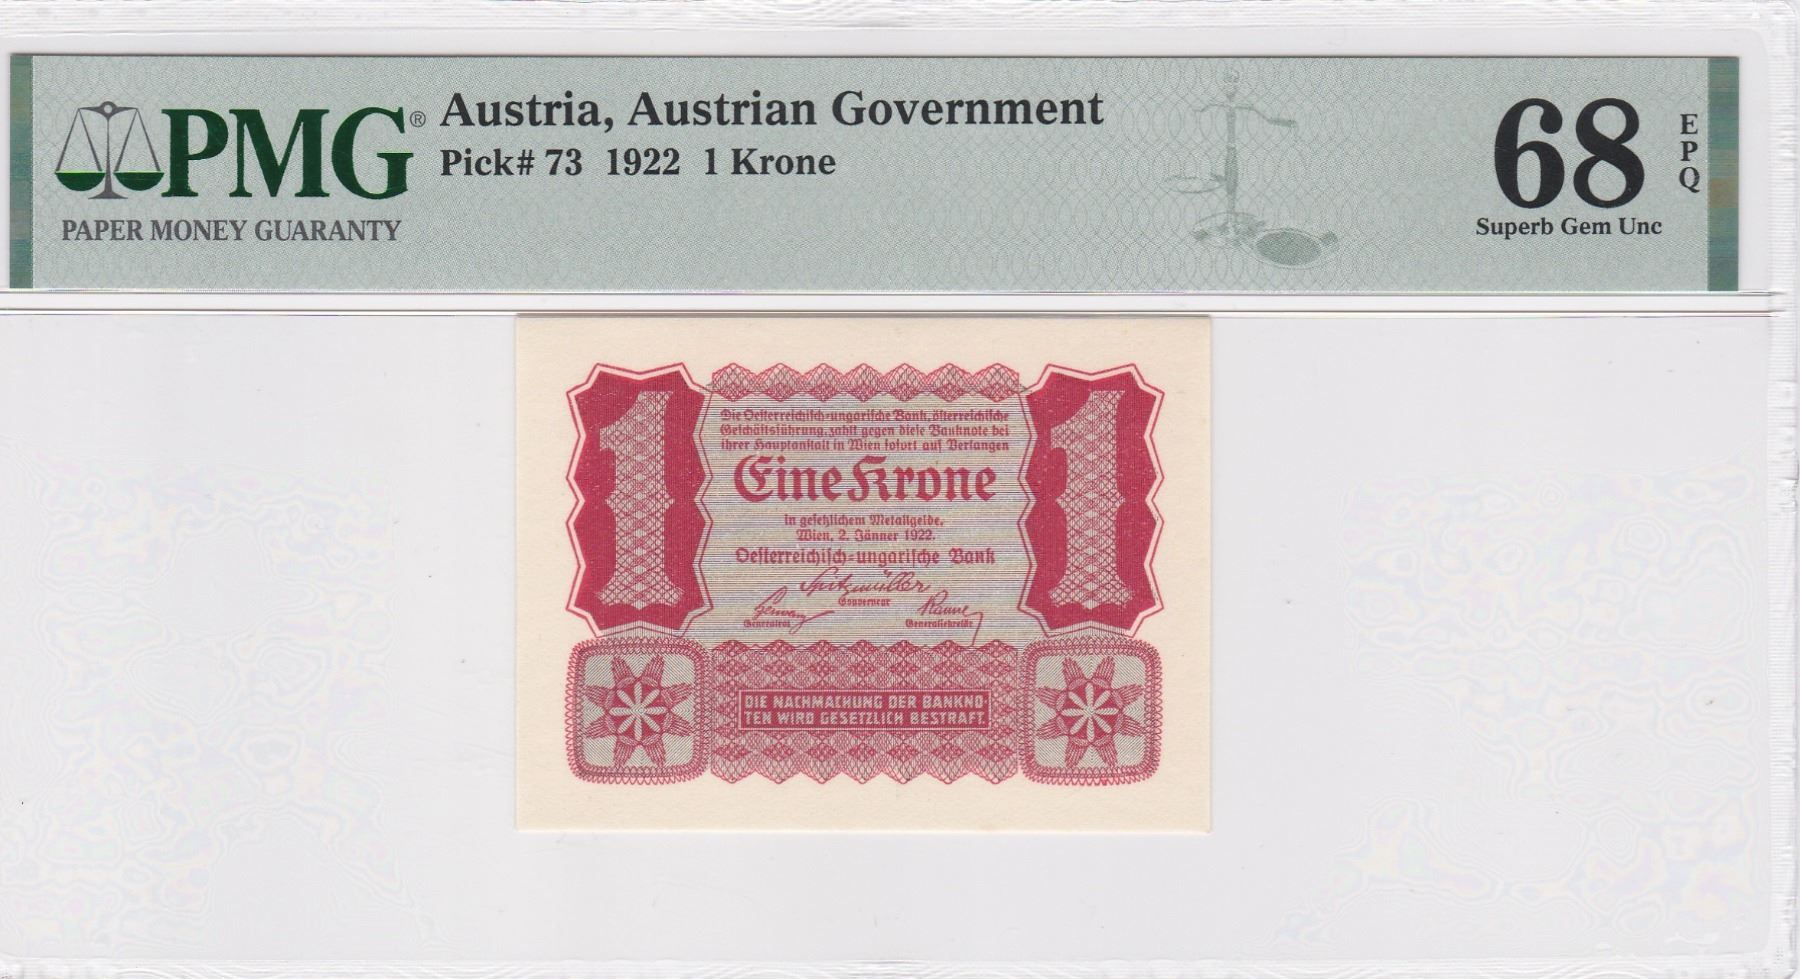 PMG®
PAPER MONEY GUARANTY
Austria, Austrian Government
Pick# 73 1922 1 Krone
68
EPQ
Superb Gem Unc
1
1
Die Oesterreichisch-ungarische Bank, österreichische
Geschäftsführung, zahlt gegen diese Banknote bei
ihrer Hauptanstalt in Wien sofort auf Verlangen
Eine Krone
in gesetzlichem Metallgelde.
Wien, 2. Jänner 1922.
Oesterreichisch-ungarische Bank
Spitzmüller
Gouverneur
Generalrat
Generalsekretär
DIE NACHMACHUNG DER BANKNO-
TEN WIRD GESETZLICH BESTRAFT.